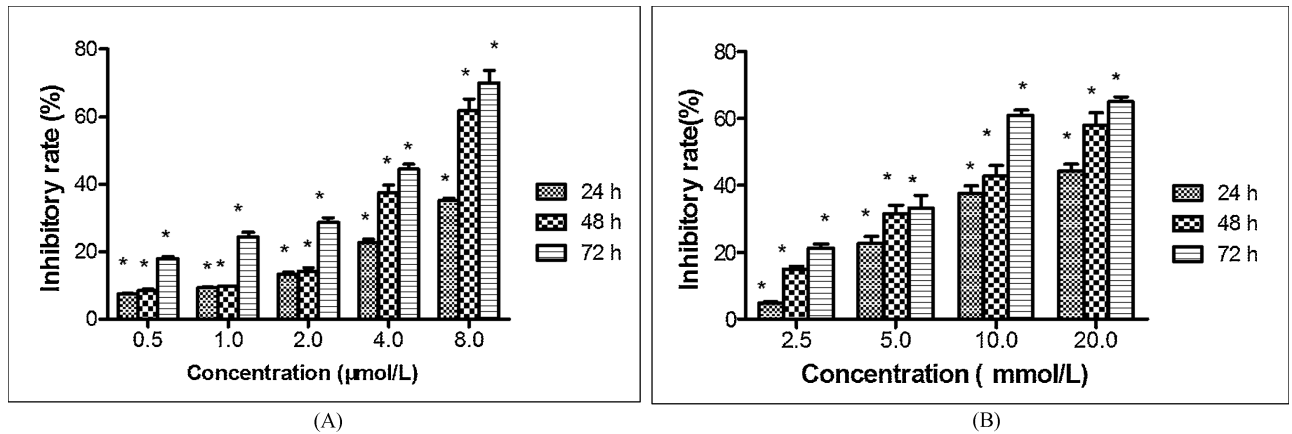 80
60
40
20
0
Inhibitory rate (%)
* * *
* * *
* * *
* * *
* * *
0.5 1.0 2.0 4.0 8.0
Concentration (µmol/L)
24 h
48 h
72 h
(A)
80
60
40
20
0
Inhibitory rate(%)
* * *
* * *
* * *
* * *
2.5 5.0 10.0 20.0
Concentration ( mmol/L)
24 h
48 h
72 h
(B)